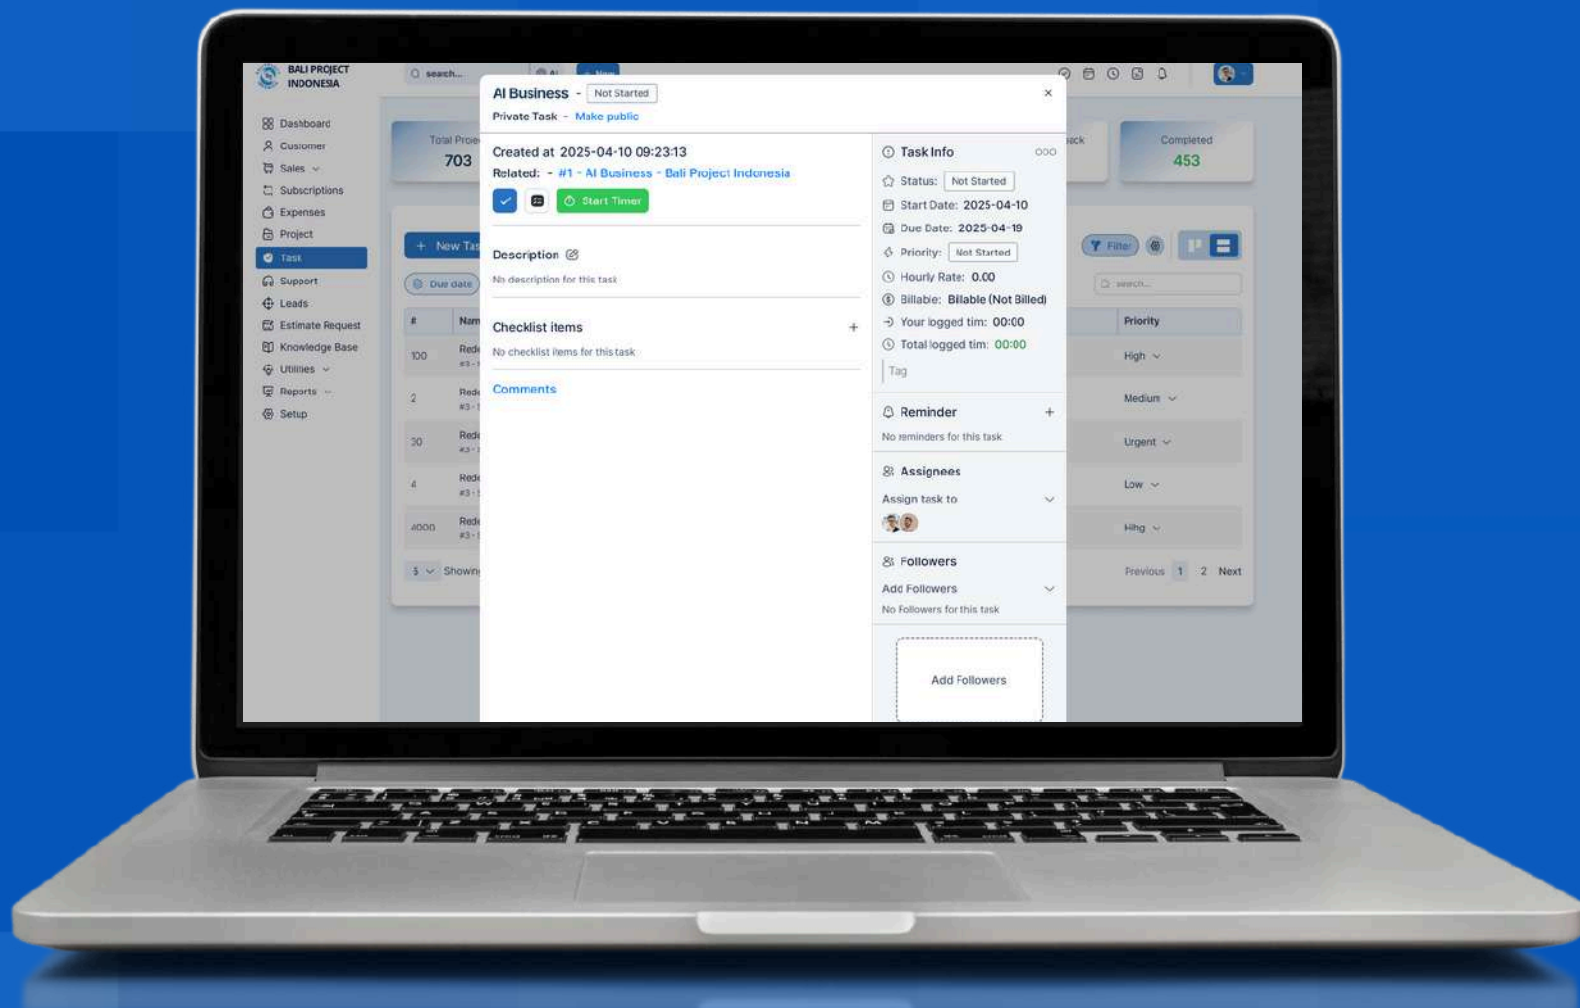 BALI PROJECT
INDONESIA
search...
AI
+ New
Dashboard
Customer
Sales
Subscriptions
Expenses
Project
Task
Support
Leads
Estimate Request
Knowledge Base
Utilities
Reports
Setup
AI Business - Not Started
Private Task - Make public
Created at 2025-04-10 09:23:13
Related: - #1 - AI Business - Bali Project Indonesia
Start Timer
Description
No description for this task
Checklist items +
No checklist items for this task
Comments
Task Info
Status: Not Started
Start Date: 2025-04-10
Due Date: 2025-04-19
Priority: Not Started
Hourly Rate: 0.00
Billable: Billable (Not Billed)
Your logged tim: 00:00
Total logged tim: 00:00
Tag
Reminder +
No reminders for this task
Assignees
Assign task to
Followers
Add Followers
No Followers for this task
Add Followers
703
Completed
453
+ New
Filter
Due date
search...
# Priority
100 High
2 Medium
Urgent
4 Low
4000 Hihg
5
Previous 1 2 Next